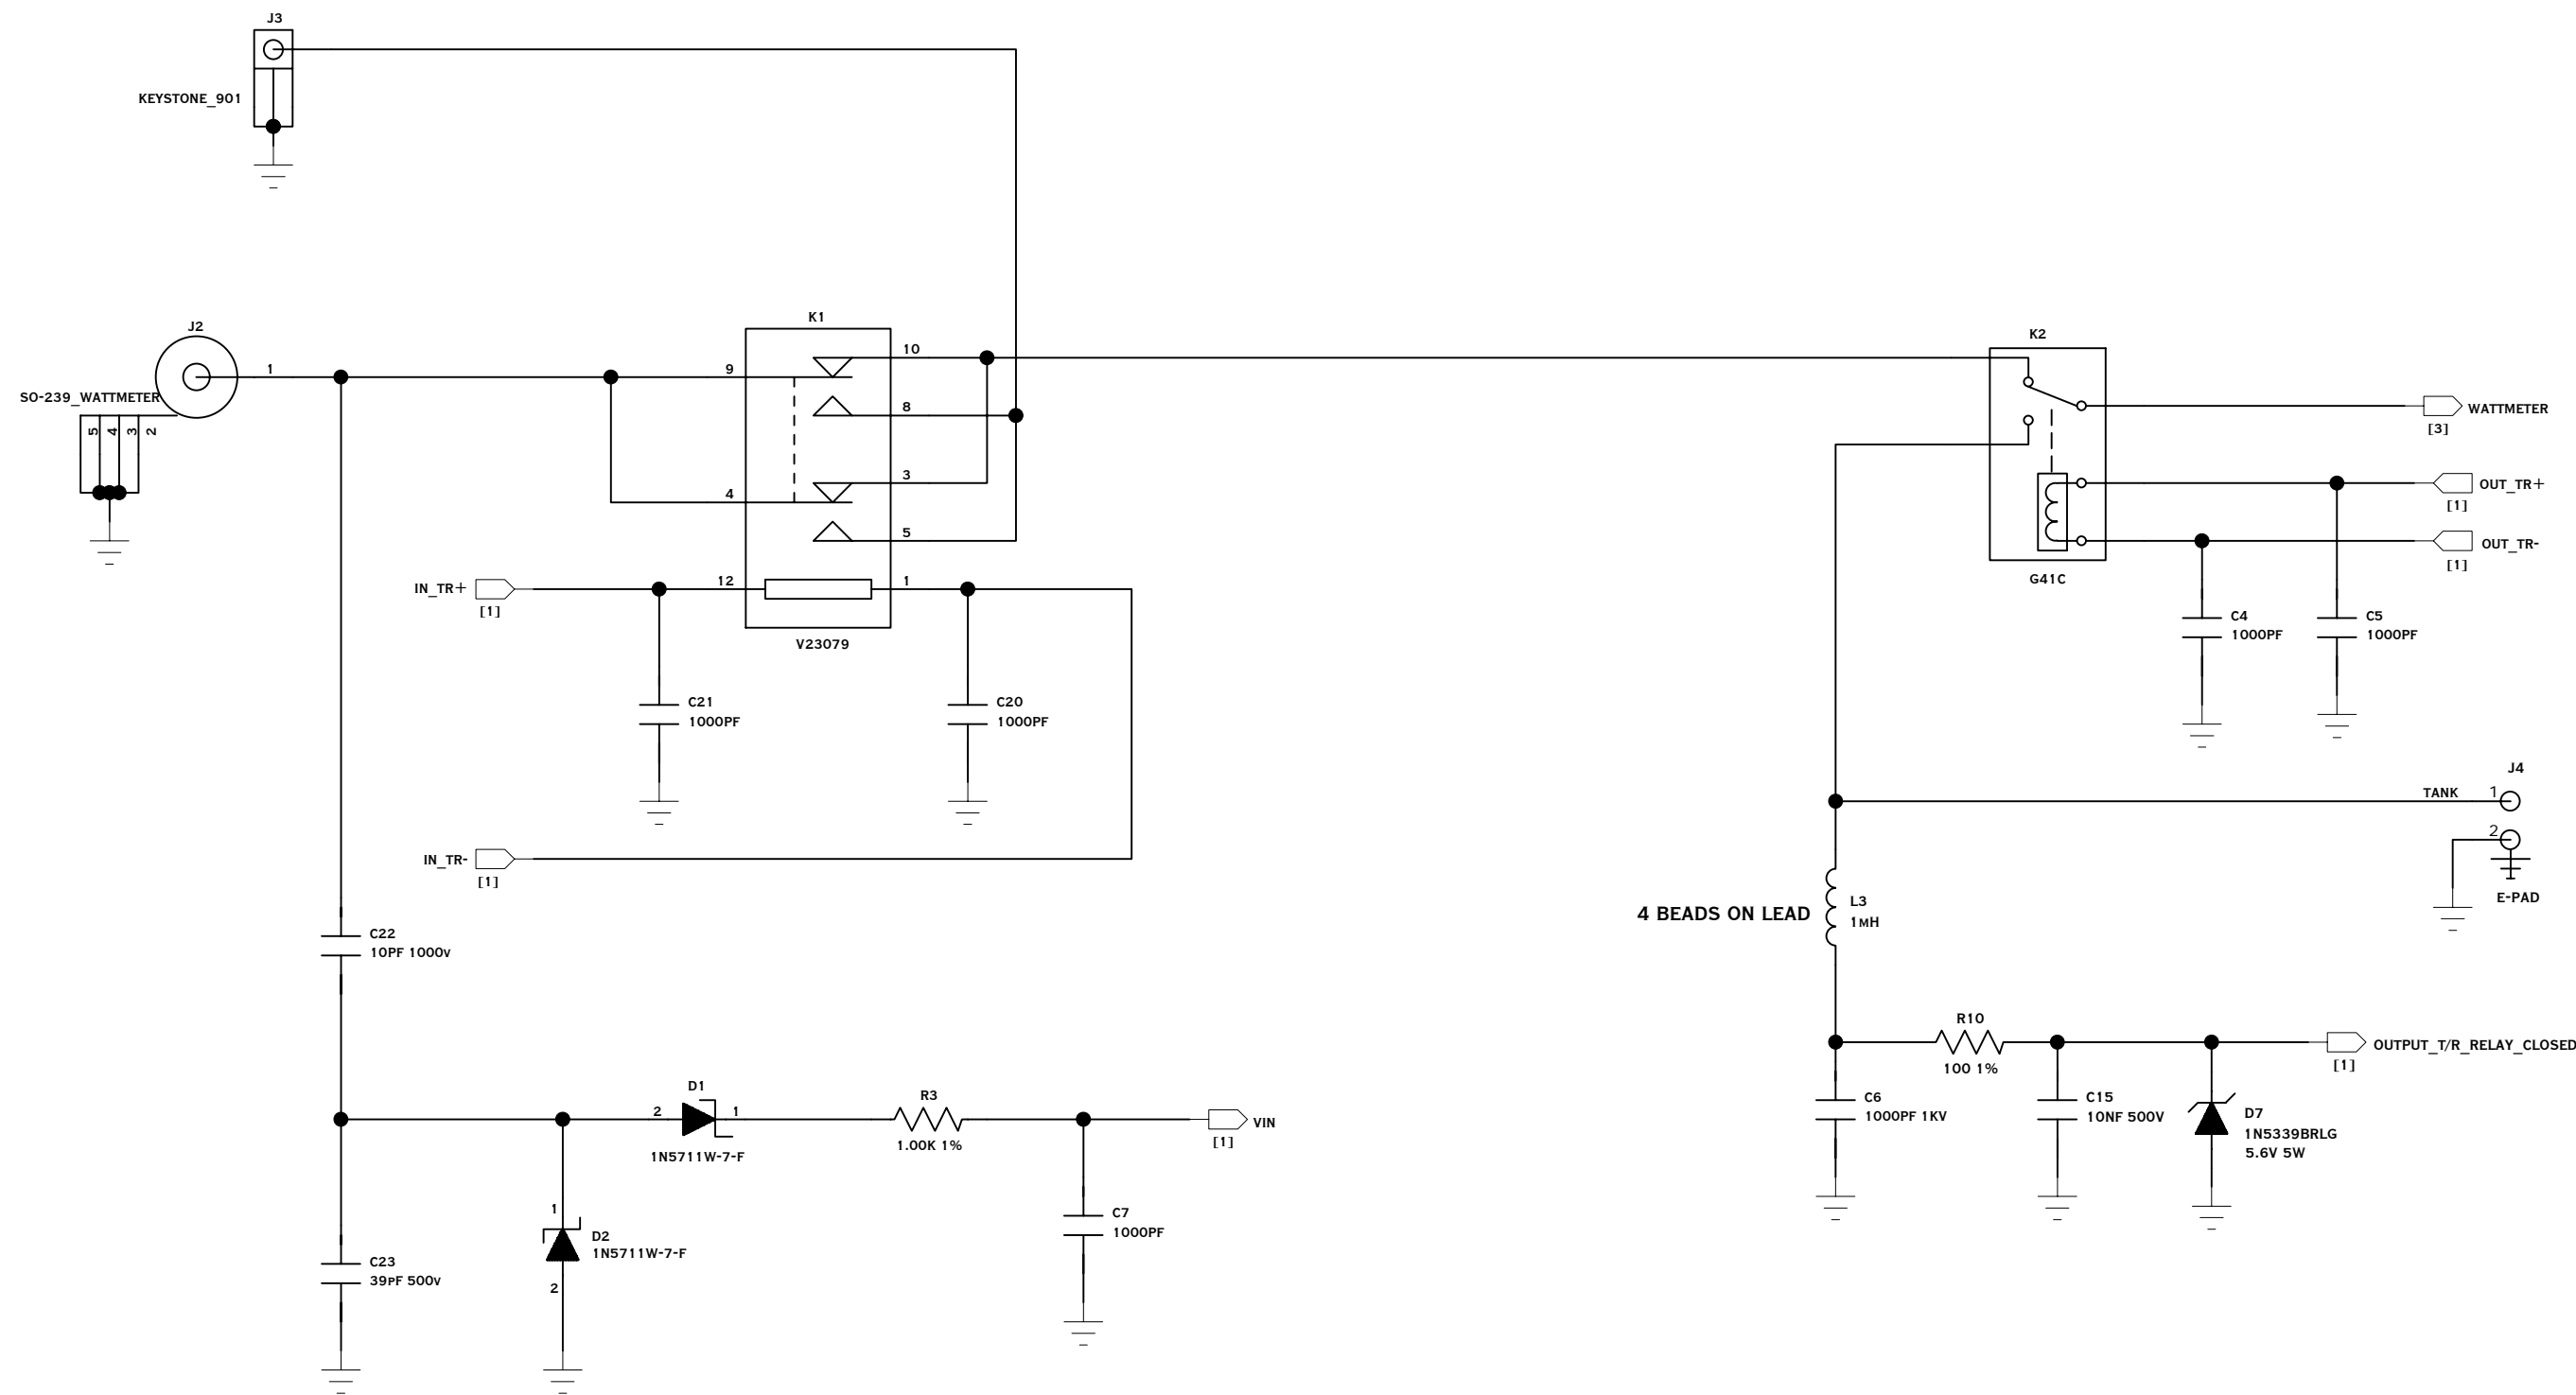 J3
KEYSTONE_901
K1
J2
K2
10
1
9
SO-239_WATTMETER
8
WATTMETER
5
4
3
2
[3]
3
4
OUT_TR+
[1]
5
OUT_TR-
[1]
G41C
IN_TR+
12
1
[1]
V23079
C4
1000PF
C5
1000PF
C21
1000PF
C20
1000PF
J4
TANK
1
2
IN_TR-
[1]
E-PAD
4 BEADS ON LEAD
L3
1MH
C22
10PF 1000V
R10
100 1%
OUTPUT_T/R_RELAY_CLOSED
[1]
D1
2
1
1N5711W-7-F
R3
1.00K 1%
VIN
[1]
C6
1000PF 1KV
C15
10NF 500V
D7
1N5339BRLG
5.6V 5W
1
D2
1N5711W-7-F
2
C7
1000PF
C23
39PF 500V